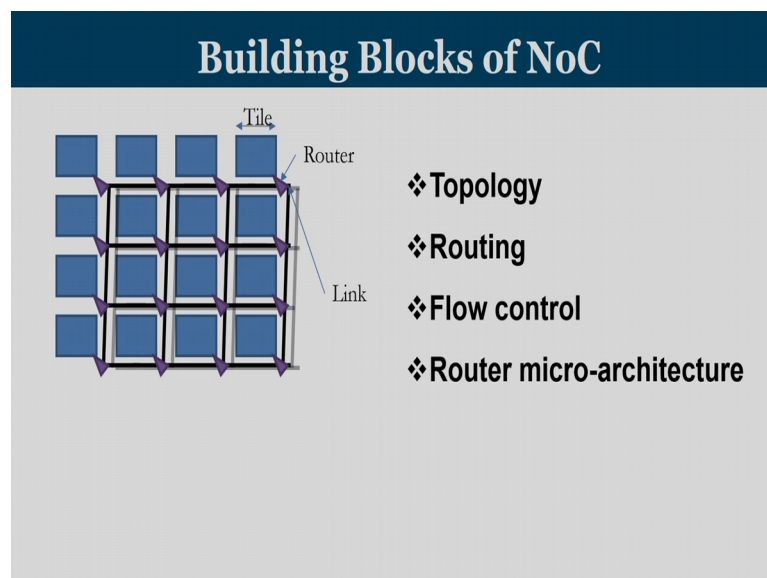 Building Blocks of NoC
Tile
Router
Link
❖Topology
❖Routing
❖Flow control
❖Router micro-architecture